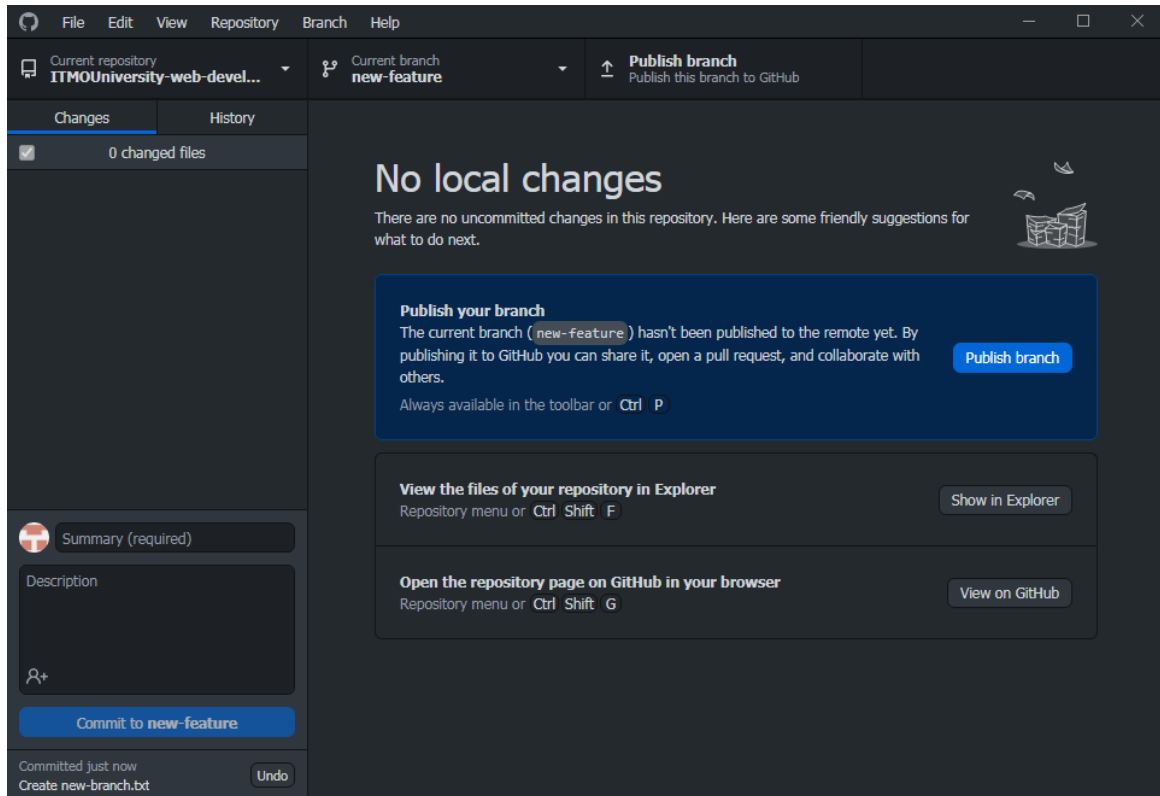 File Edit View Repository Branch Help
Current repository
ITMOUniversity-web-devel...
Current branch
new-feature
Publish branch
Publish this branch to GitHub
Changes History
0 changed files
No local changes
There are no uncommitted changes in this repository. Here are some friendly suggestions for
what to do next.
Publish your branch
The current branch ( new-feature ) hasn't been published to the remote yet. By
publishing it to GitHub you can share it, open a pull request, and collaborate with
others.
Always available in the toolbar or Ctrl P
Publish branch
View the files of your repository in Explorer
Repository menu or Ctrl Shift F
Show in Explorer
Open the repository page on GitHub in your browser
Repository menu or Ctrl Shift G
View on GitHub
Summary (required)
Description
Commit to new-feature
Committed just now
Create new-branch.txt
Undo